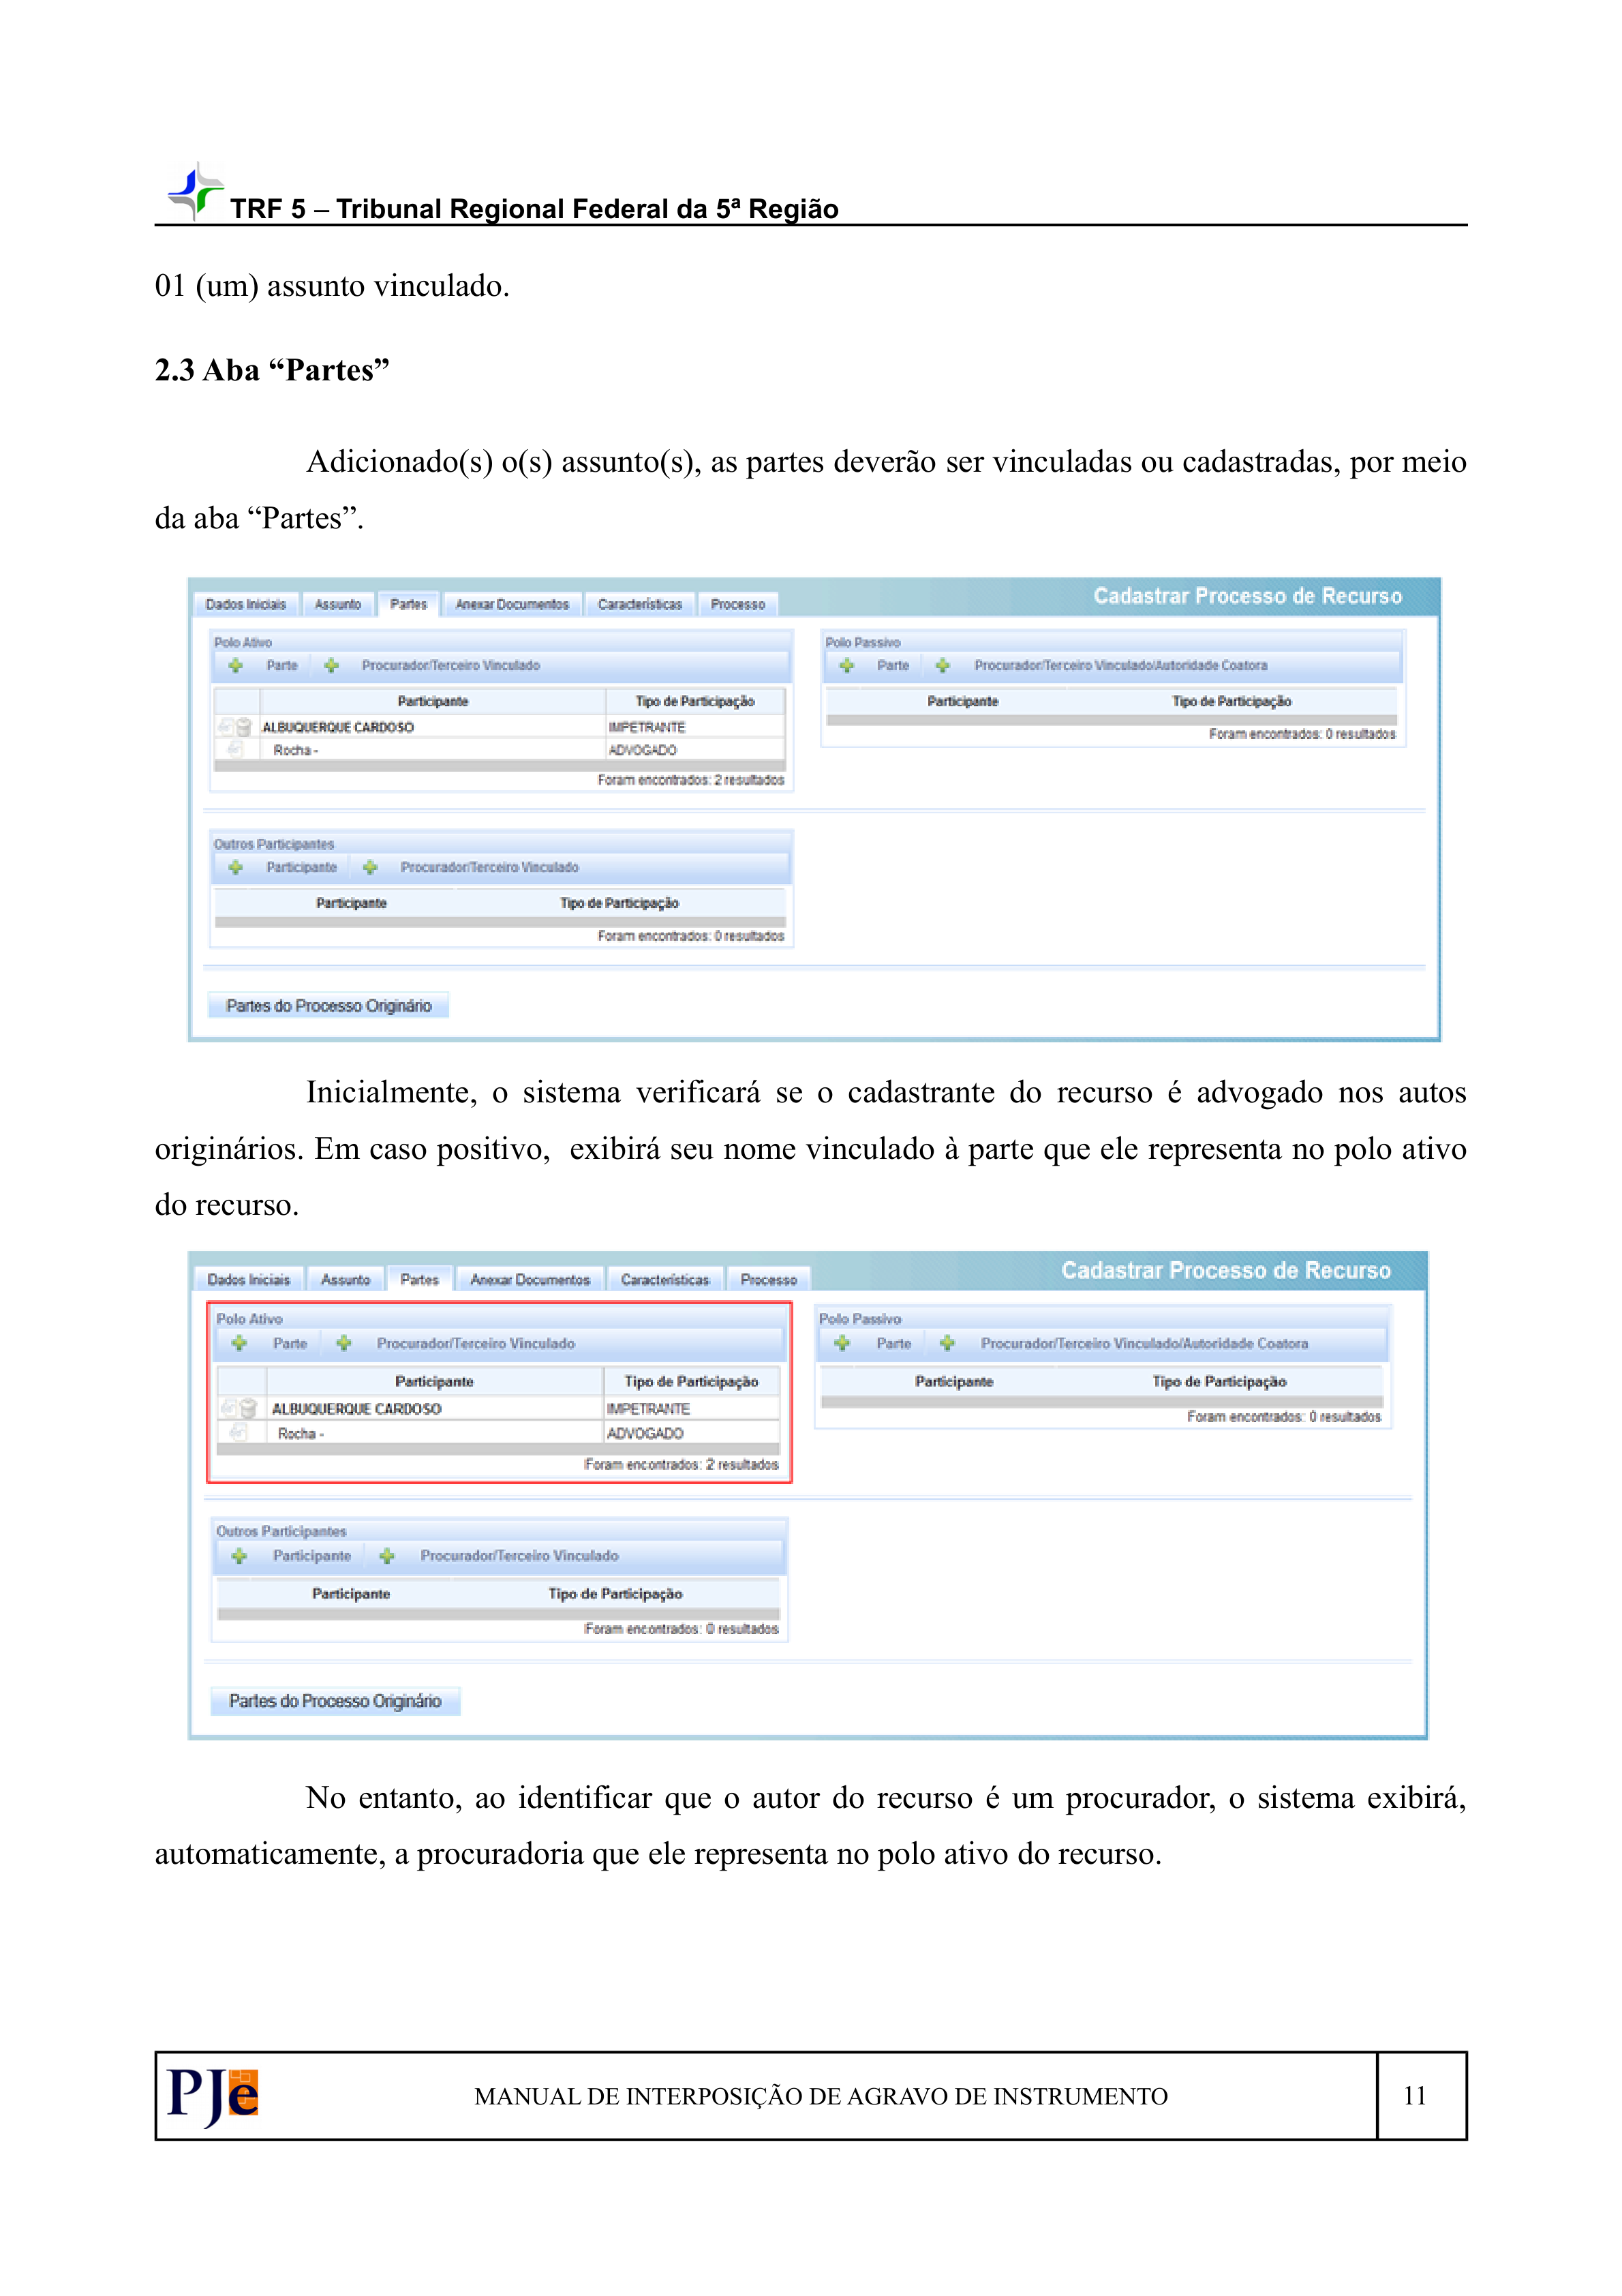 TRF 5 – Tribunal Regional Federal da 5ª Região
01 (um) assunto vinculado.
2.3 Aba “Partes”
Adicionado(s) o(s) assunto(s), as partes deverão ser vinculadas ou cadastradas, por meio
da aba “Partes”.
Cadastrar Processo de Recurso
Dados Iniciais Assunto Partes Anexar Documentos Características Processo
Polo Ativo
Parte Procurador/Terceiro Vinculado
Participante Tipo de Participação
ALBUQUERQUE CARDOSO IMPETRANTE
Rocha - ADVOGADO
Foram encontrados: 2 resultados
Polo Passivo
Parte Procurador/Terceiro Vinculado/Autoridade Coatora
Participante Tipo de Participação
Foram encontrados: 0 resultados
Outros Participantes
Participante Procurador/Terceiro Vinculado
Participante Tipo de Participação
Foram encontrados: 0 resultados
Partes do Processo Originário
Inicialmente, o sistema verificará se o cadastrante do recurso é advogado nos autos
originários. Em caso positivo,  exibirá seu nome vinculado à parte que ele representa no polo ativo
do recurso.
Cadastrar Processo de Recurso
Dados Iniciais Assunto Partes Anexar Documentos Características Processo
Polo Ativo
Parte Procurador/Terceiro Vinculado
Participante Tipo de Participação
ALBUQUERQUE CARDOSO IMPETRANTE
Rocha - ADVOGADO
Foram encontrados: 2 resultados
Polo Passivo
Parte Procurador/Terceiro Vinculado/Autoridade Coatora
Participante Tipo de Participação
Foram encontrados: 0 resultados
Outros Participantes
Participante Procurador/Terceiro Vinculado
Participante Tipo de Participação
Foram encontrados: 0 resultados
Partes do Processo Originário
No entanto, ao identificar que o autor do recurso é um procurador, o sistema exibirá,
automaticamente, a procuradoria que ele representa no polo ativo do recurso.
PJe
MANUAL DE INTERPOSIÇÃO DE AGRAVO DE INSTRUMENTO
11